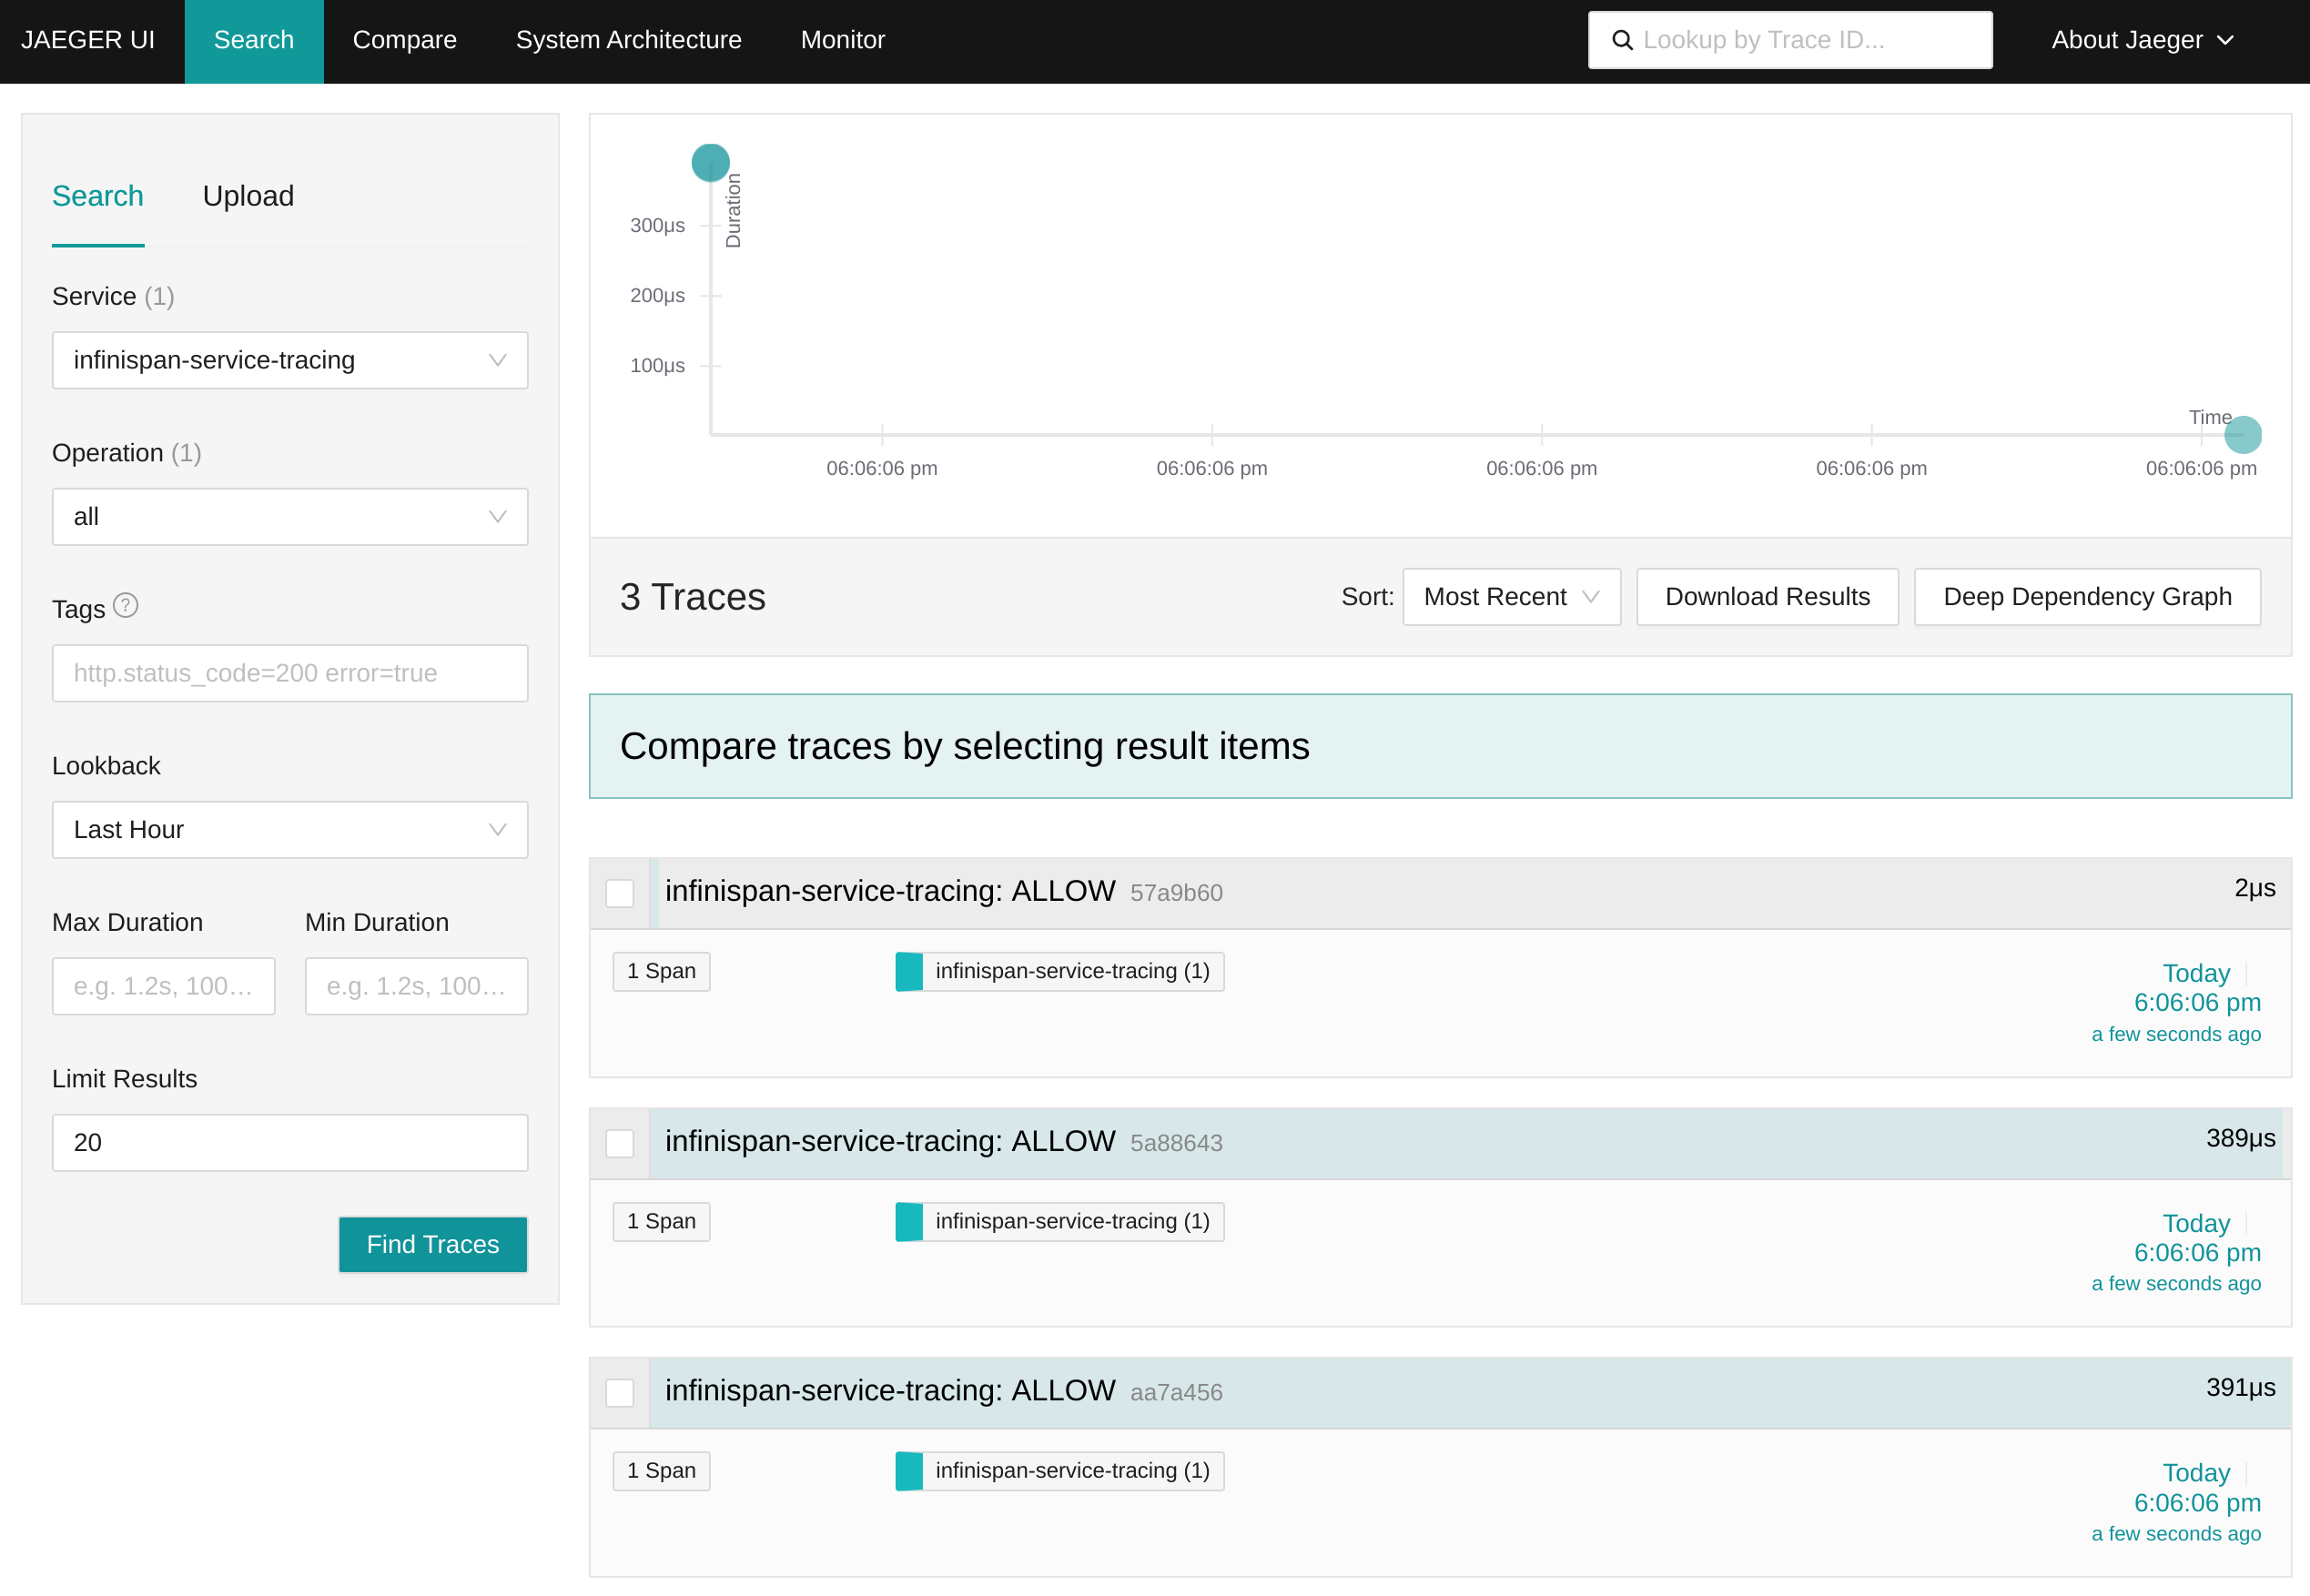 JAEGER UI Search Compare System Architecture Monitor Lookup by Trace ID... About Jaeger
Search Upload
Service (1)
infinispan-service-tracing
Operation (1)
all
Tags ?
http.status_code=200 error=true
Lookback
Last Hour
Max Duration Min Duration
e.g. 1.2s, 100... e.g. 1.2s, 100...
Limit Results
20
Find Traces
Duration
300μs
200μs
100μs
Time
06:06:06 pm 06:06:06 pm 06:06:06 pm 06:06:06 pm 06:06:06 pm
3 Traces Sort: Most Recent Download Results Deep Dependency Graph
Compare traces by selecting result items
infinispan-service-tracing: ALLOW 57a9b60 2μs
1 Span infinispan-service-tracing (1) Today
6:06:06 pm
a few seconds ago
infinispan-service-tracing: ALLOW 5a88643 389μs
1 Span infinispan-service-tracing (1) Today
6:06:06 pm
a few seconds ago
infinispan-service-tracing: ALLOW aa7a456 391μs
1 Span infinispan-service-tracing (1) Today
6:06:06 pm
a few seconds ago